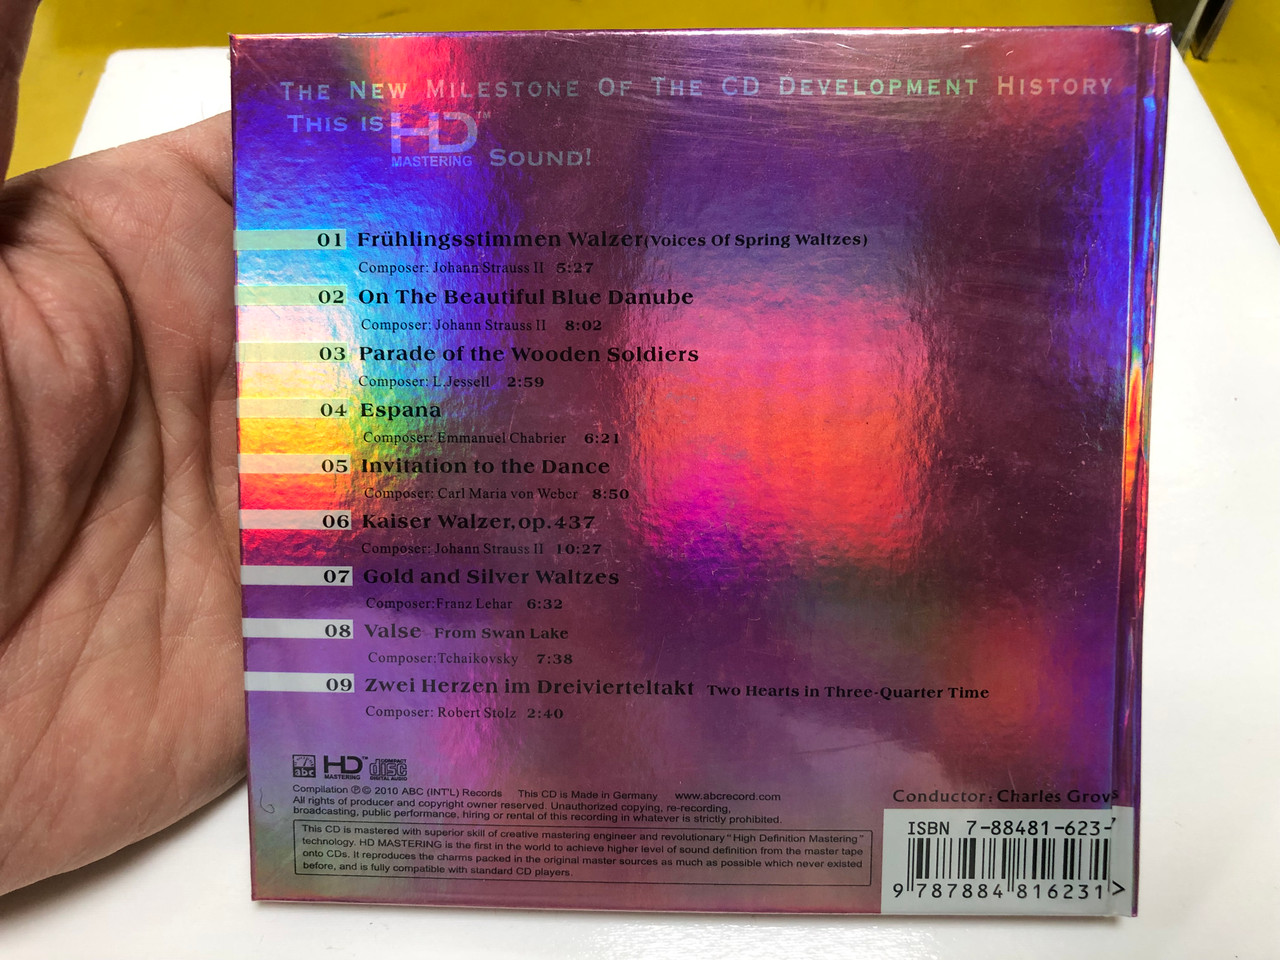 The New Milestone Of The CD Development History
This is HD™ MASTERING Sound!
01 Frühlingsstimmen Walzer(Voices Of Spring Waltzes)
Composer: Johann Strauss II 5:27
02 On The Beautiful Blue Danube
Composer: Johann Strauss II 8:02
03 Parade of the Wooden Soldiers
Composer: L.Jessell 2:59
04 Espana
Composer: Emmanuel Chabrier 6:21
05 Invitation to the Dance
Composer: Carl Maria von Weber 8:50
06 Kaiser Walzer,op.437
Composer: Johann Strauss II 10:27
07 Gold and Silver Waltzes
Composer:Franz Lehar 6:32
08 Valse From Swan Lake
Composer:Tchaikovsky 7:38
09 Zwei Herzen im Dreivierteltakt Two Hearts in Three-Quarter Time
Composer: Robert Stolz 2:40
abc HD™ MASTERING COMPACT disc DIGITAL AUDIO
Compilation ℗© 2010 ABC (INT'L) Records This CD is Made in Germany www.abcrecord.com
All rights of producer and copyright owner reserved. Unauthorized copying, re-recording,
broadcasting, public performance, hiring or rental of this recording in whatever is strictly prohibited.
This CD is mastered with superior skill of creative mastering engineer and revolutionary "High Definition Mastering"
technology. HD MASTERING is the first in the world to achieve higher level of sound definition from the master tape
onto CDs. It reproduces the charms packed in the original master sources as much as possible which never existed
before, and is fully compatible with standard CD players.
Conductor: Charles Grovs
ISBN 7-88481-623-
9 787884 816231 >